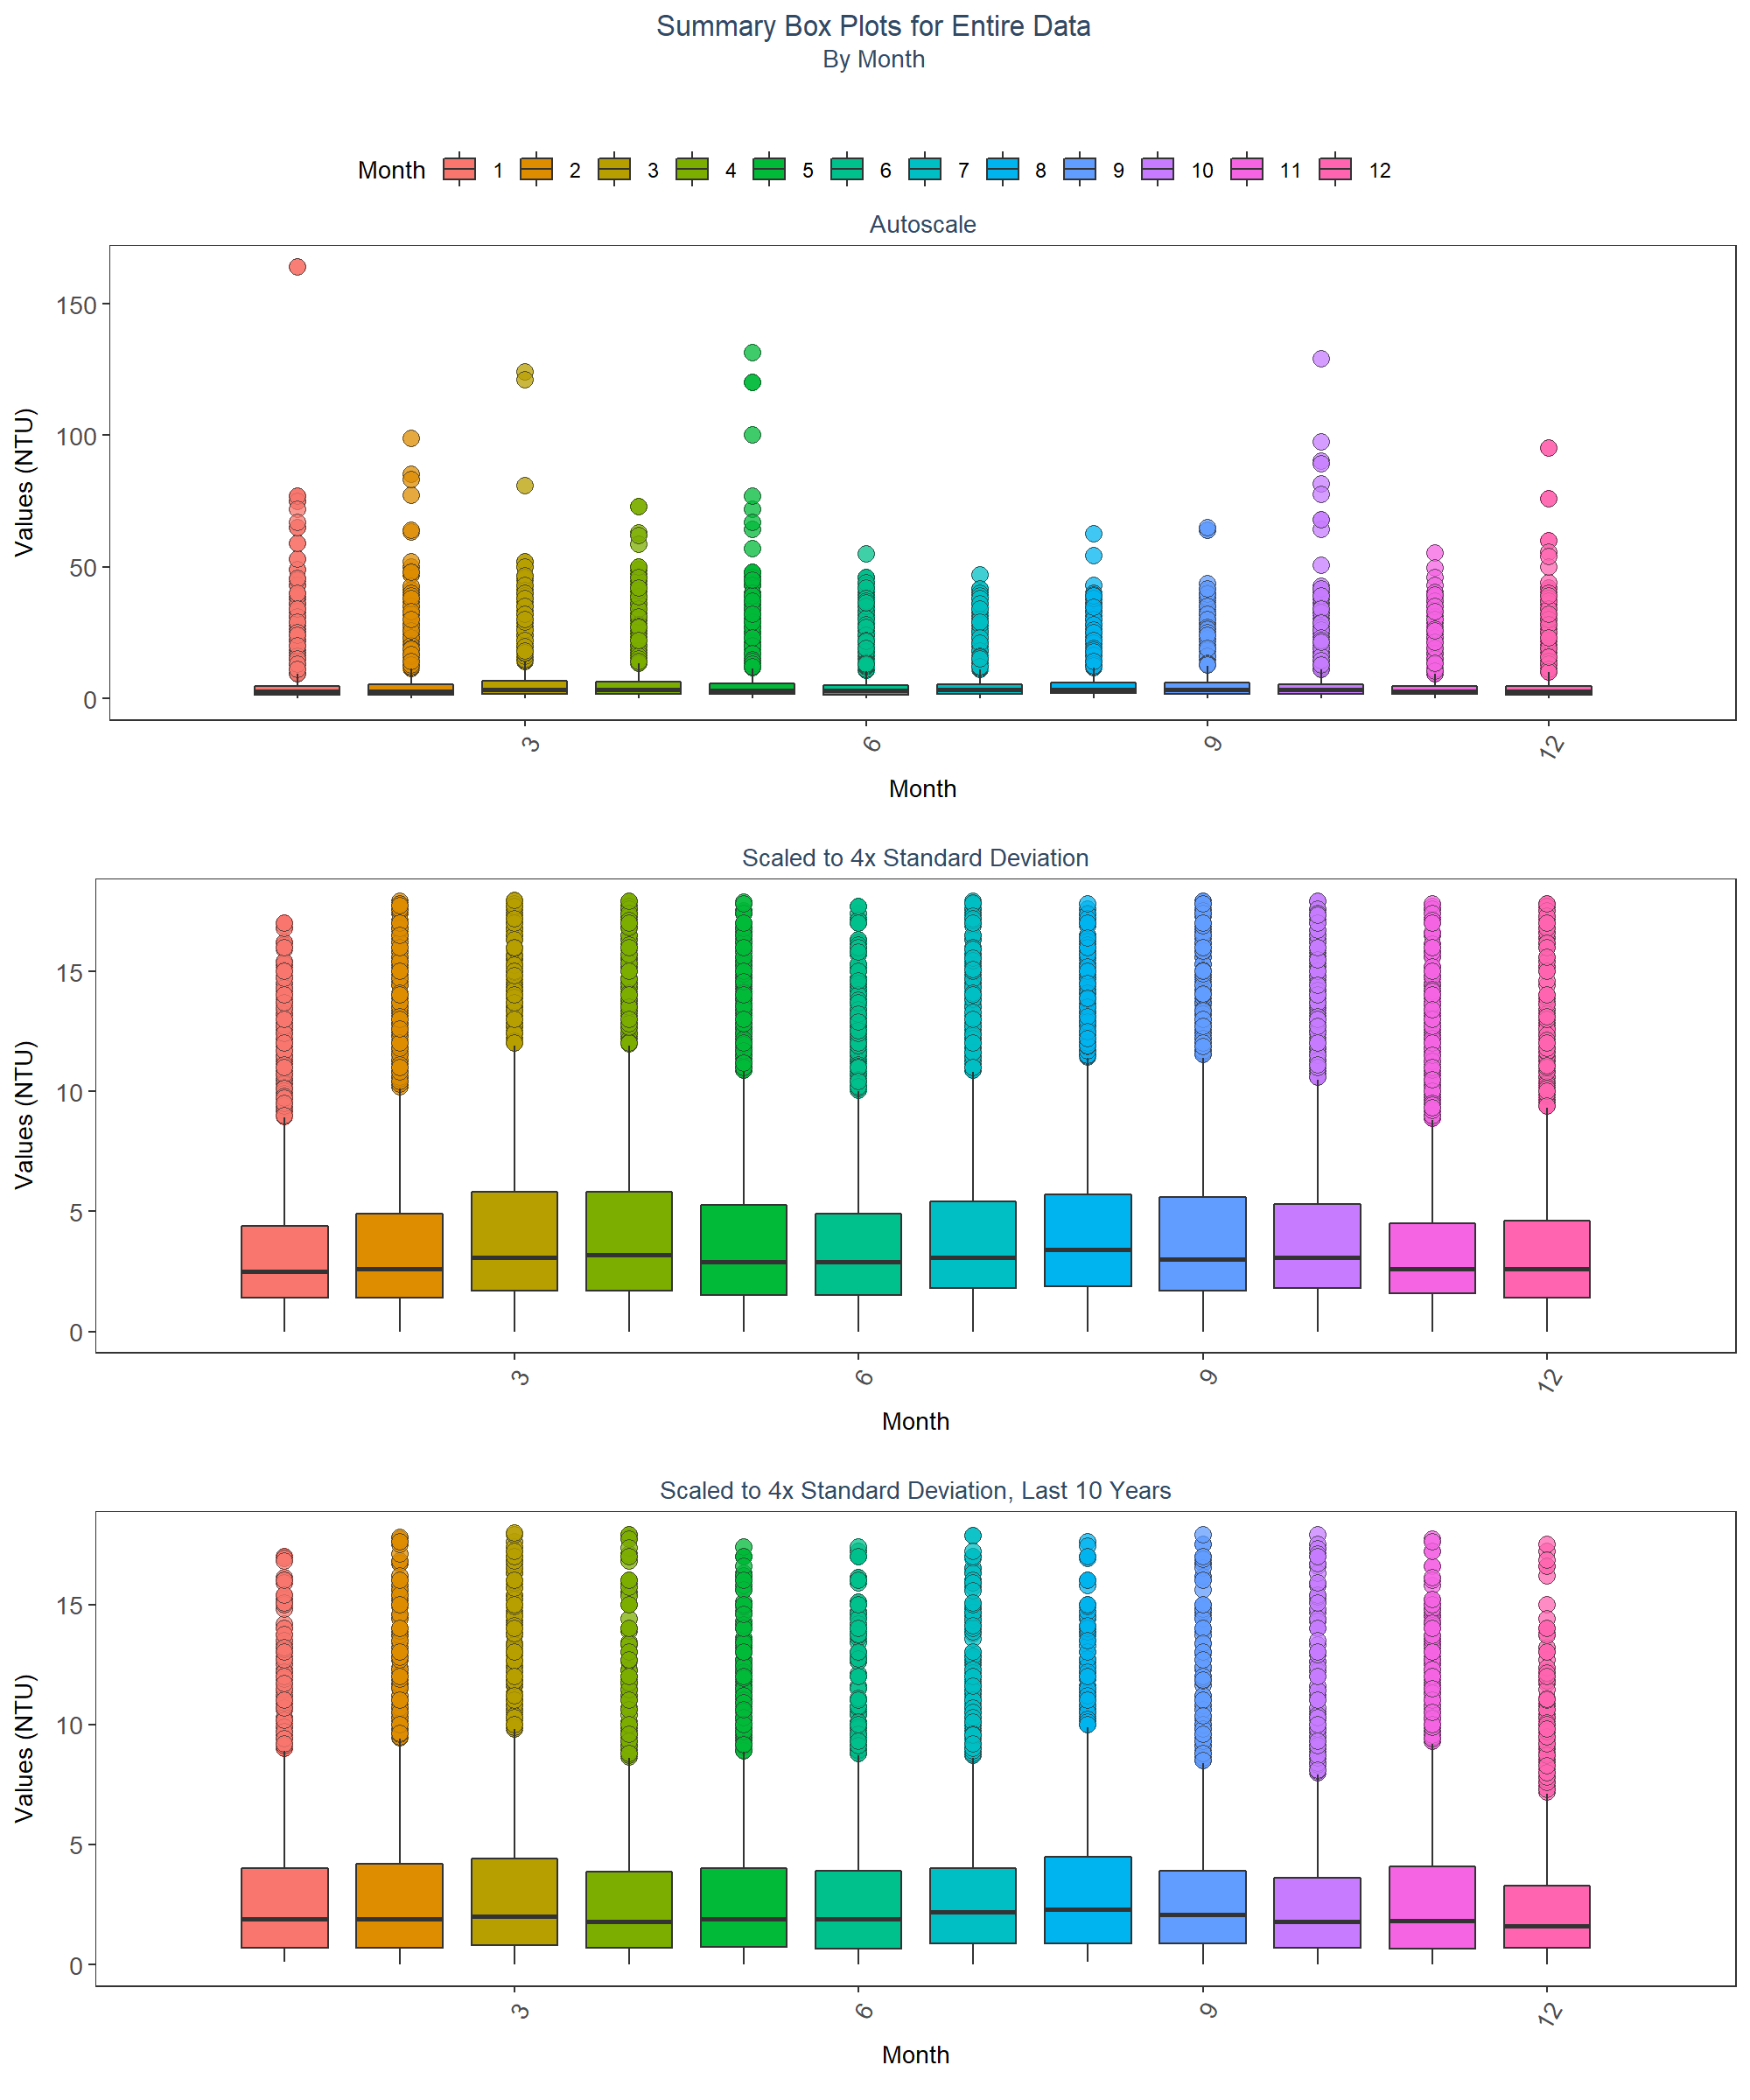 Summary Box Plots for Entire Data
By Month
Month 1 2 3 4 5 6 7 8 9 10 11 12
Autoscale
Values (NTU)
150
100
50
0
3 6 9 12
Month
Scaled to 4x Standard Deviation
Values (NTU)
15
10
5
0
3 6 9 12
Month
Scaled to 4x Standard Deviation, Last 10 Years
Values (NTU)
15
10
5
0
3 6 9 12
Month